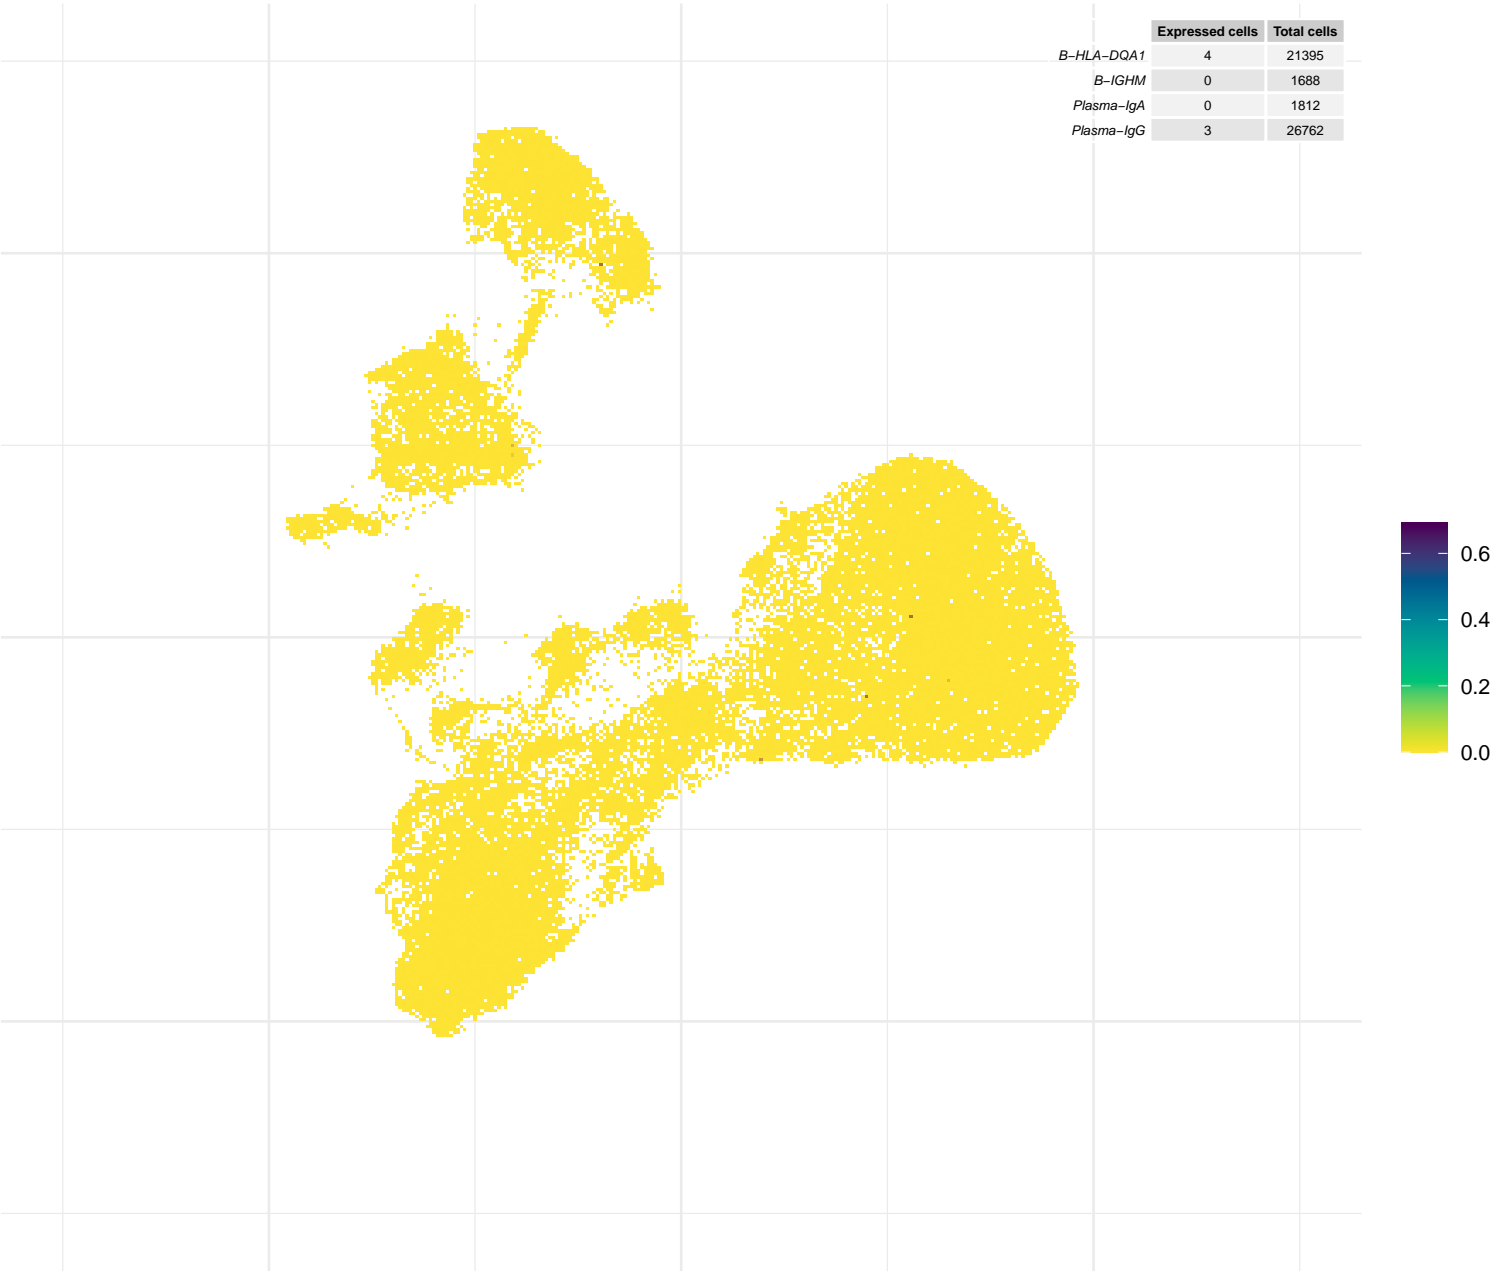 Expressed cells Total cells
B−HLA−DQA1 4 21395
B−IGHM 0 1688
Plasma−IgA 0 1812
Plasma−IgG 3 26762
0.6
0.4
0.2
0.0